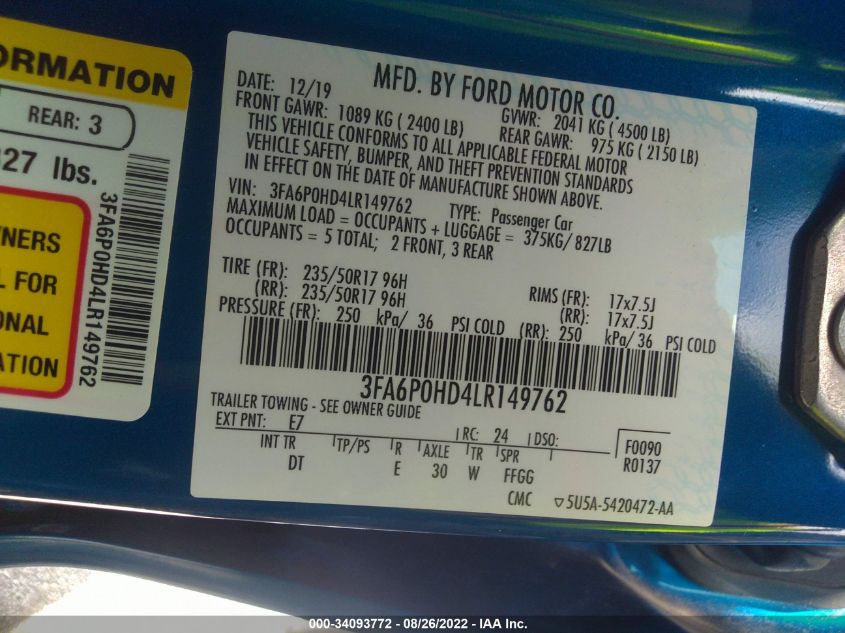 ORMATION
REAR: 3
27 lbs.
NERS
L FOR
ONAL
ATION
3FA6P0HD4LR149762
MFD. BY FORD MOTOR CO.
DATE: 12/19 GVWR: 2041 KG ( 4500 LB)
FRONT GAWR: 1089 KG ( 2400 LB) REAR GAWR: 975 KG ( 2150 LB)
THIS VEHICLE CONFORMS TO ALL APPLICABLE FEDERAL MOTOR
VEHICLE SAFETY, BUMPER, AND THEFT PREVENTION STANDARDS
IN EFFECT ON THE DATE OF MANUFACTURE SHOWN ABOVE.
VIN: 3FA6P0HD4LR149762 TYPE: Passenger Car
MAXIMUM LOAD = OCCUPANTS + LUGGAGE = 375KG/ 827LB
OCCUPANTS = 5 TOTAL; 2 FRONT, 3 REAR
TIRE (FR): 235/50R17 96H RIMS (FR): 17x7.5J
(RR): 235/50R17 96H (RR): 17x7.5J
PRESSURE (FR): 250 kPa/ 36 PSI COLD (RR): 250 kPa/ 36 PSI COLD
3FA6P0HD4LR149762
TRAILER TOWING - SEE OWNER GUIDE
EXT PNT: E7 RC: 24 DSO: F0090
INT TR TP/PS R AXLE TR SPR R0137
DT E 30 W FFGG
CMC ▽5U5A-5420472-AA
000-34093772 - 08/26/2022 - IAA Inc.